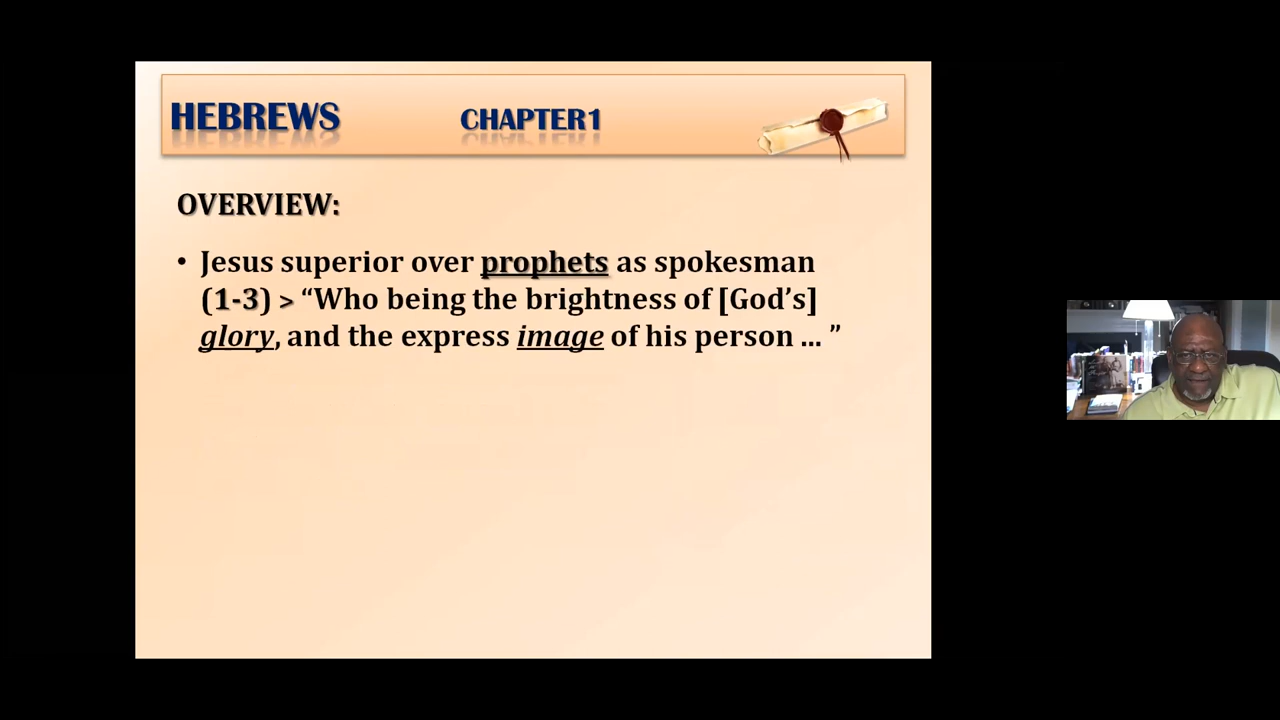 HEBREWS CHAPTER1
OVERVIEW:
• Jesus superior over prophets as spokesman
(1-3) > “Who being the brightness of [God’s]
glory, and the express image of his person ... ”